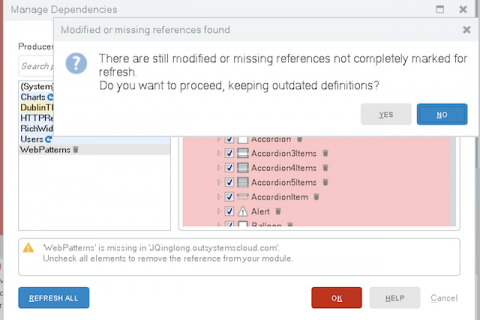 Manage Dependencies
Modified or missing references found
There are still modified or missing references not completely marked for
refresh.
Do you want to proceed, keeping outdated definitions?
YES
NO
Producer
Search p
(System)
Charts
HTTPRe
RichWid
Users
WebPatterns
Accordion
Accordion3Items
Accordion4Items
Accordion5Items
AccordionItem
Alert
Balloon
'WebPatterns' is missing in 'JQinglong.outsystemscloud.com'.
Uncheck all elements to remove the reference from your module.
REFRESH ALL
OK
HELP
Cancel